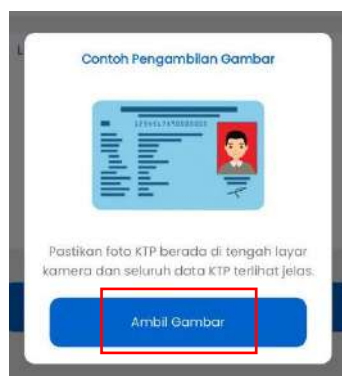 Contoh Pengambilan Gambar
Pastikan foto KTP berada di tengah layar
kamera dan seluruh data KTP terlihat jelas.
Ambil Gambar